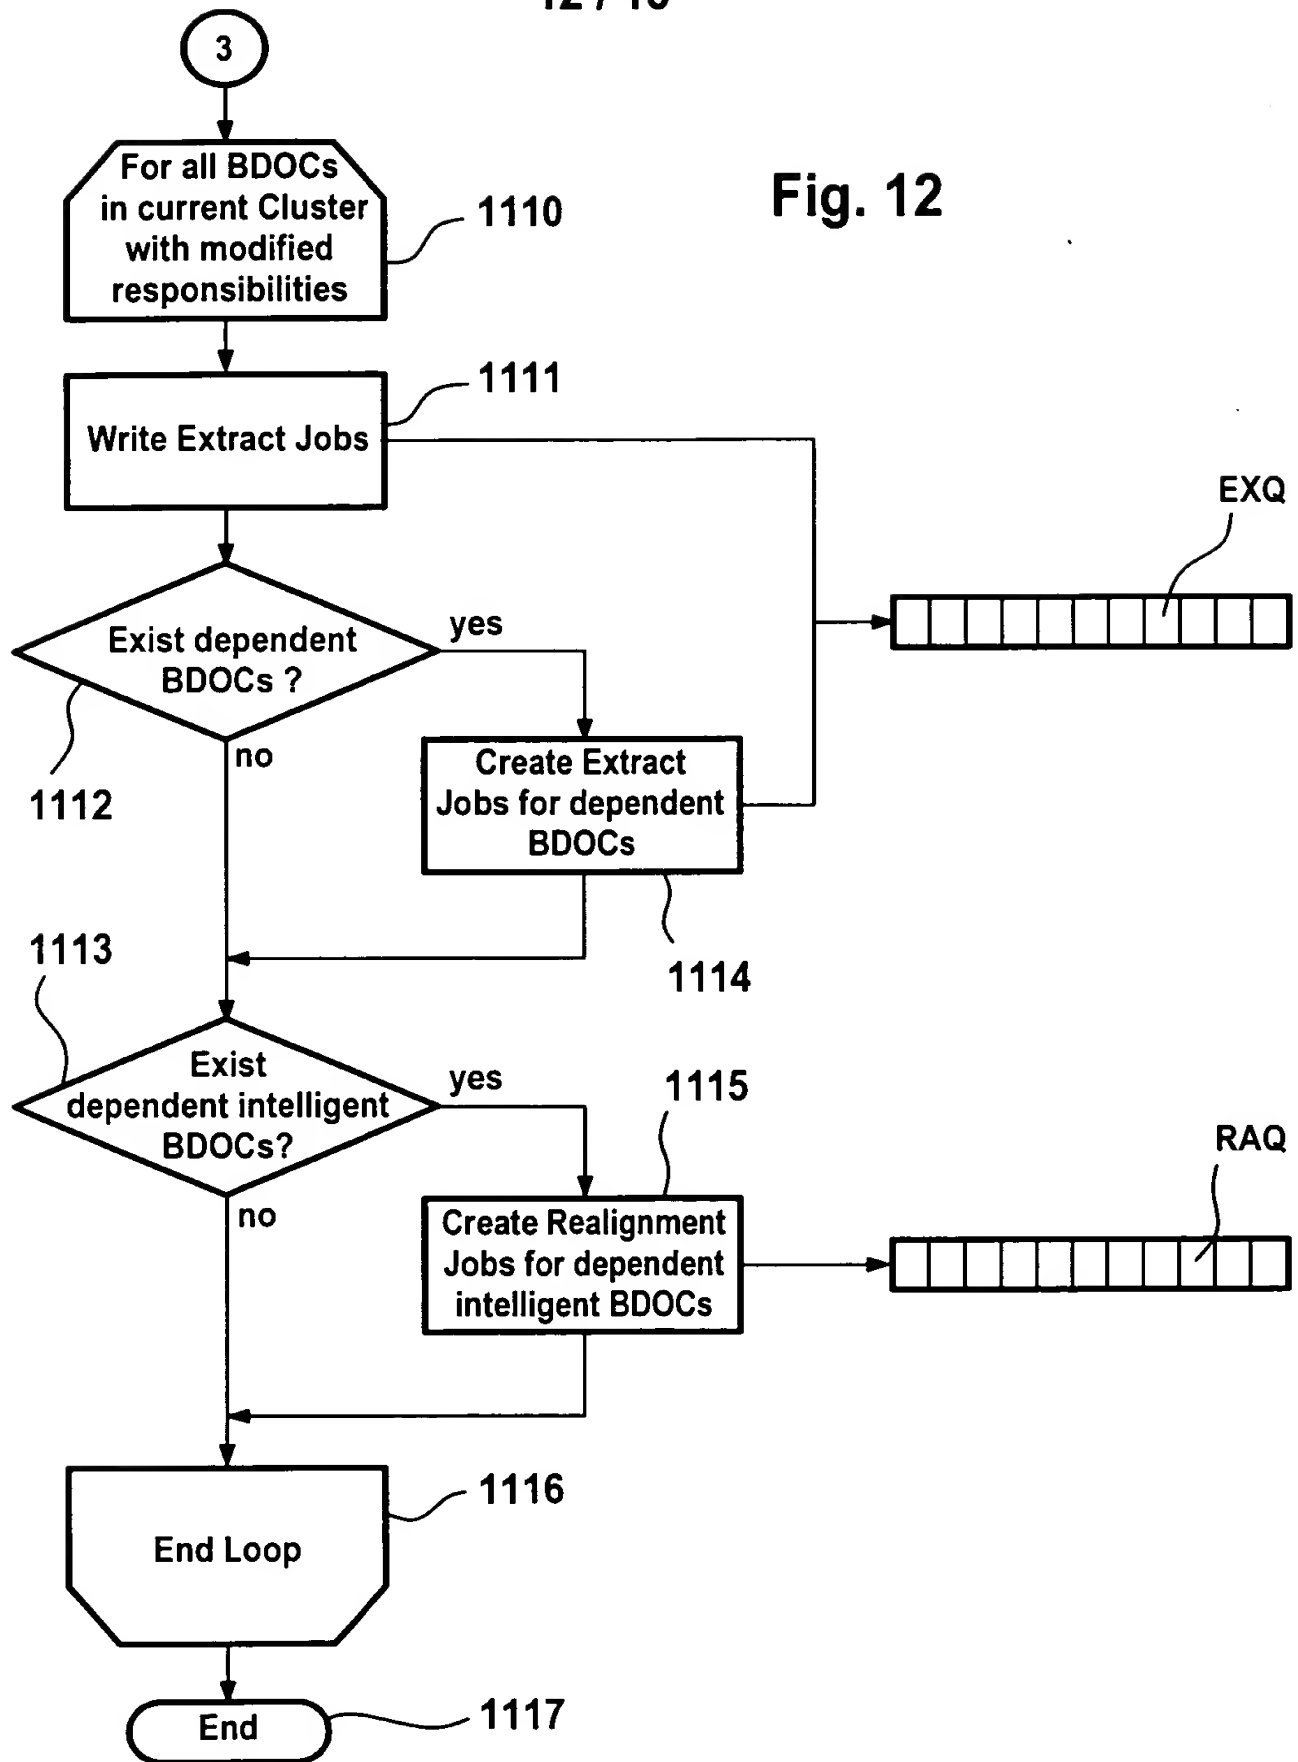 3
For all BDOCs
in current Cluster
with modified
responsibilities
1110
Fig. 12
1111
Write Extract Jobs
EXQ
Exist dependent
BDOCs ?
yes
no
1112
Create Extract
Jobs for dependent
BDOCs
1114
1113
Exist
dependent intelligent
BDOCs?
yes
no
1115
Create Realignment
Jobs for dependent
intelligent BDOCs
RAQ
1116
End Loop
End
1117